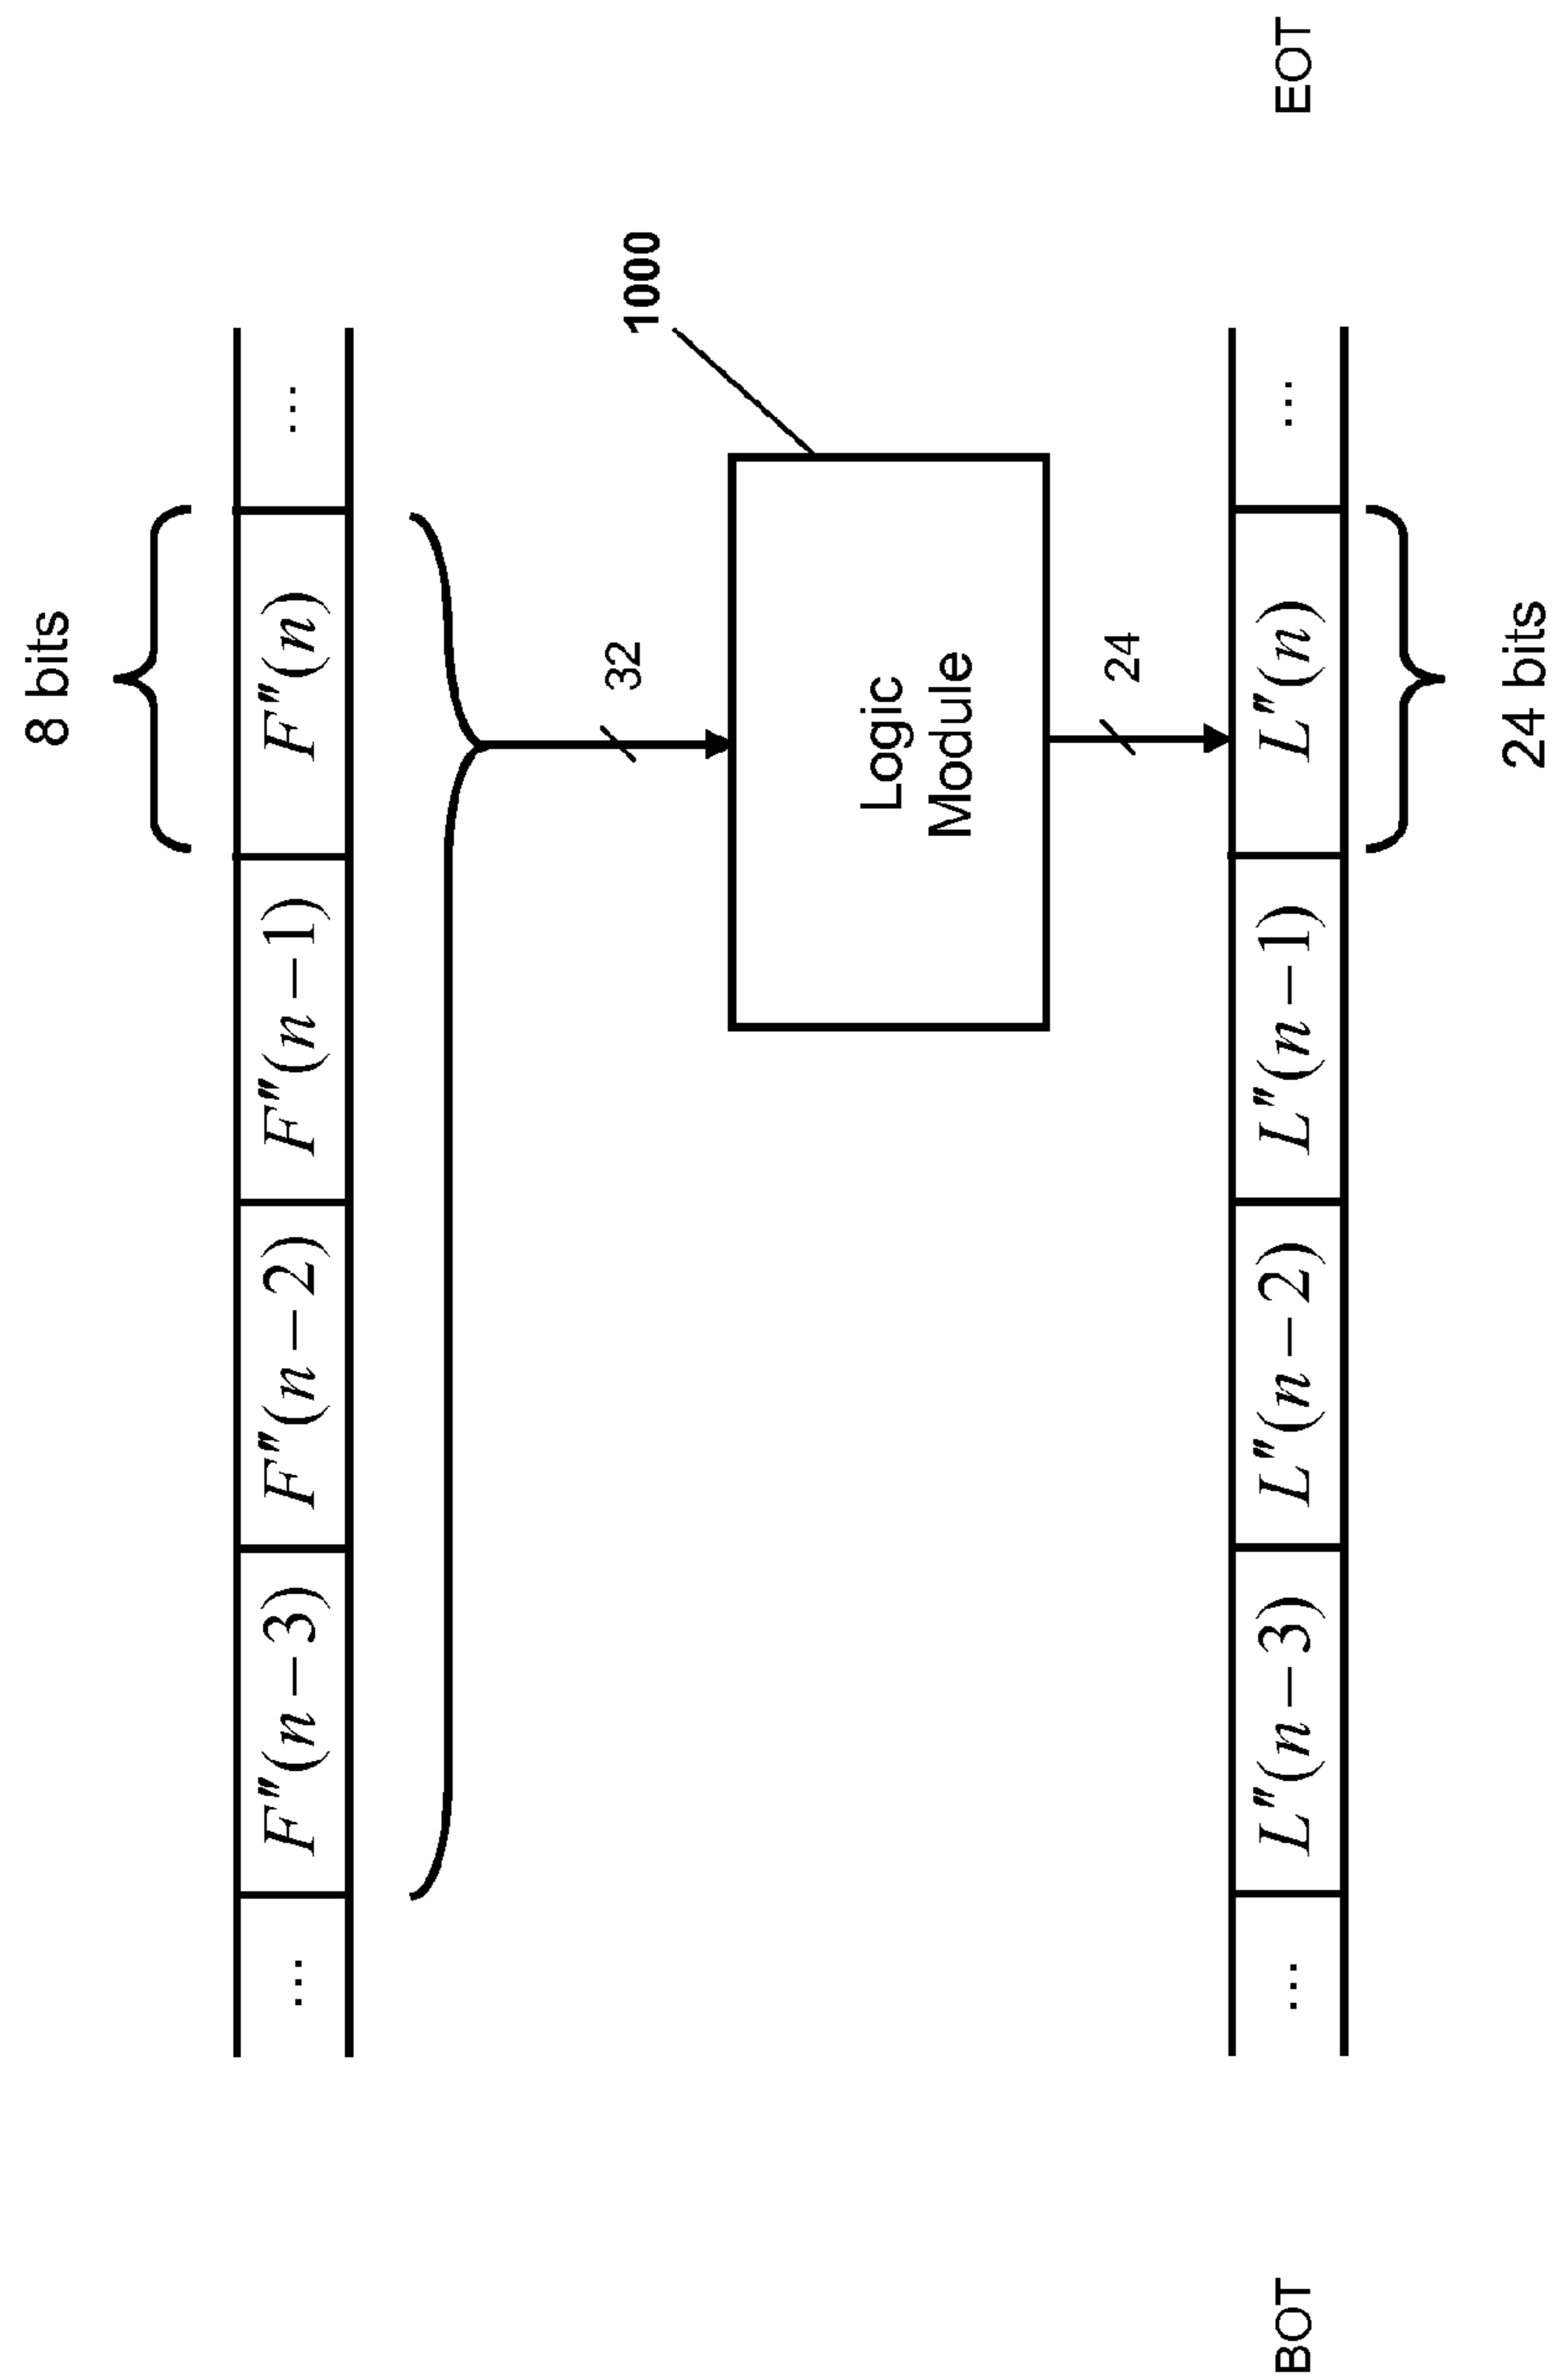 8 bits
... F″(n−3) F″(n−2) F″(n−1) F″(n) ...
32
1000
Logic
Module
24
BOT ... L″(n−3) L″(n−2) L″(n−1) L″(n) ... EOT
24 bits